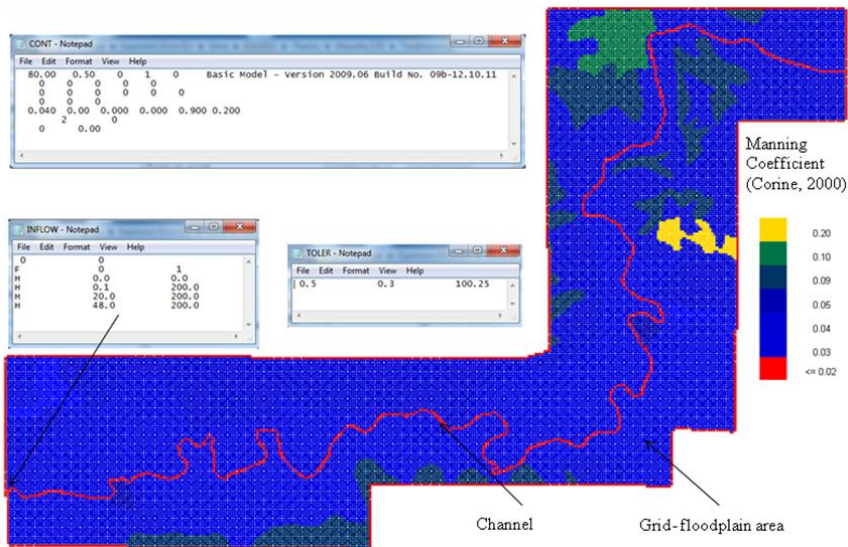 CONT - Notepad
File Edit Format View Help
80.00 0.50 0 1 0 Basic Model - Version 2009.06 Build No. 09b-12.10.11
0 0 0 0 0
0 0 0 0 0 0
0 0 0
0.040 0.00 0.000 0.000 0.900 0.200
2 0
0 0.00
INFLOW - Notepad
File Edit Format View Help
0 0
F 0 1
H 0.0 0.0
H 0.1 200.0
H 20.0 200.0
H 48.0 200.0
TOLER - Notepad
File Edit Format View Help
0.5 0.3 100.25
Manning
Coefficient
(Corine, 2000)
0.20
0.10
0.09
0.05
0.04
0.03
<= 0.02
Channel
Grid-floodplain area